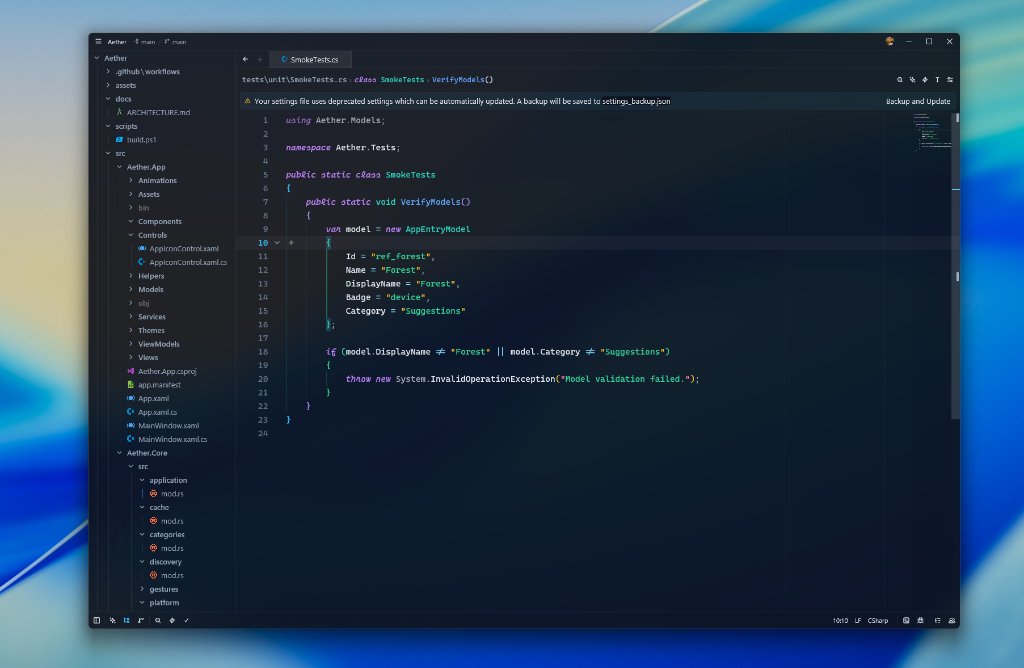 Aether main main
Aether
.github\workflows
assets
docs
ARCHITECTURE.md
scripts
build.ps1
src
Aether.App
Animations
Assets
bin
Components
Controls
AppIconControl.xaml
AppIconControl.xaml.cs
Helpers
Models
obj
Services
Themes
ViewModels
Views
Aether.App.csproj
app.manifest
App.xaml
App.xaml.cs
MainWindow.xaml
MainWindow.xaml.cs
Aether.Core
src
application
mod.rs
cache
mod.rs
categories
mod.rs
discovery
mod.rs
gestures
platform
SmokeTests.cs
tests\unit\SmokeTests.cs › class SmokeTests › VerifyModels()
Your settings file uses deprecated settings which can be automatically updated. A backup will be saved to settings_backup.json Backup and Update
1 using Aether.Models;
2
3 namespace Aether.Tests;
4
5 public static class SmokeTests
6 {
7 public static void VerifyModels()
8 {
9 var model = new AppEntryModel
10 {
11 Id = "ref_forest",
12 Name = "Forest",
13 DisplayName = "Forest",
14 Badge = "device",
15 Category = "Suggestions"
16 };
17
18 if (model.DisplayName ≠ "Forest" || model.Category ≠ "Suggestions")
19 {
20 throw new System.InvalidOperationException("Model validation failed.");
21 }
22 }
23 }
24
10:10 LF CSharp